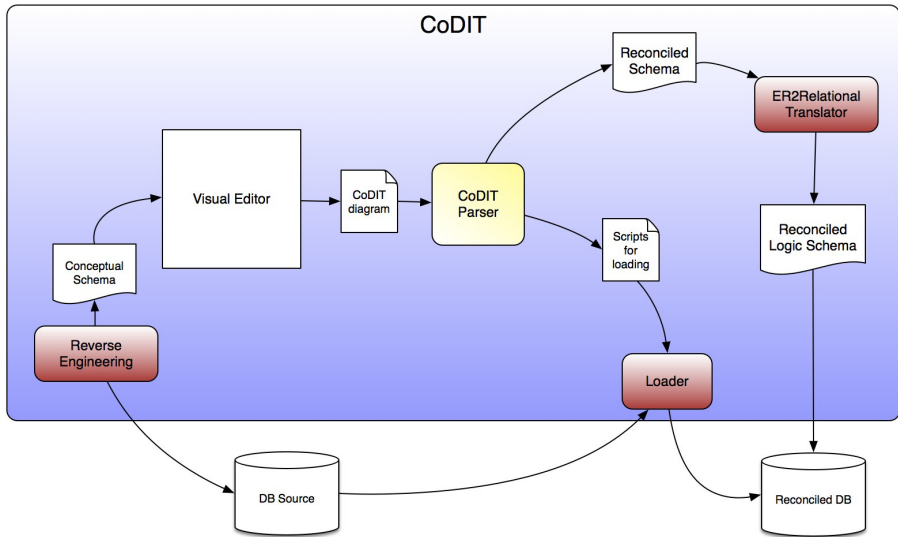 CoDIT
Reconciled
Schema
ER2Relational
Translator
Visual Editor
CoDIT
diagram
CoDIT
Parser
Reconciled
Logic Schema
Scripts
for
loading
Conceptual
Schema
Reverse
Engineering
Loader
DB Source
Reconciled DB